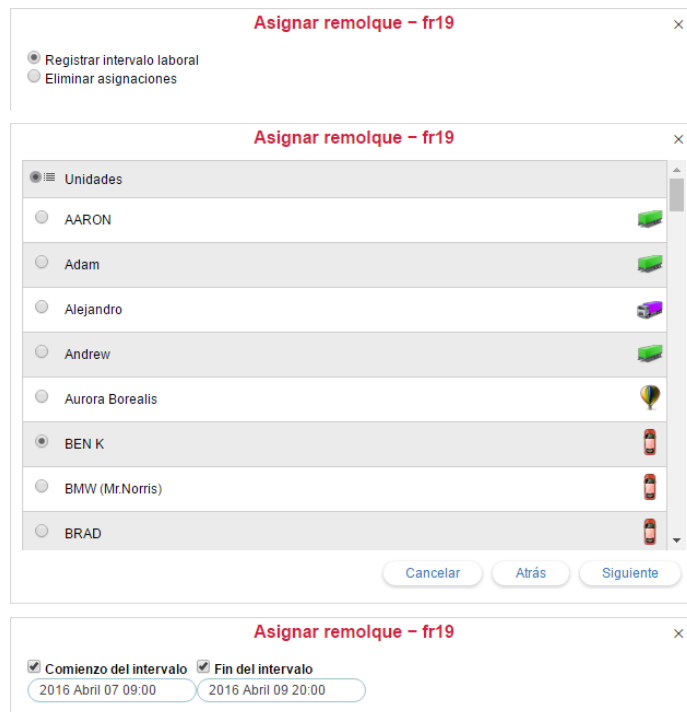 Asignar remolque – fr19
×
Registrar intervalo laboral
Eliminar asignaciones
Asignar remolque – fr19
×
Unidades
AARON
Adam
Alejandro
Andrew
Aurora Borealis
BEN K
BMW (Mr.Norris)
BRAD
Cancelar Atrás Siguiente
Asignar remolque – fr19
×
Comienzo del intervalo Fin del intervalo
2016 Abril 07 09:00 2016 Abril 09 20:00